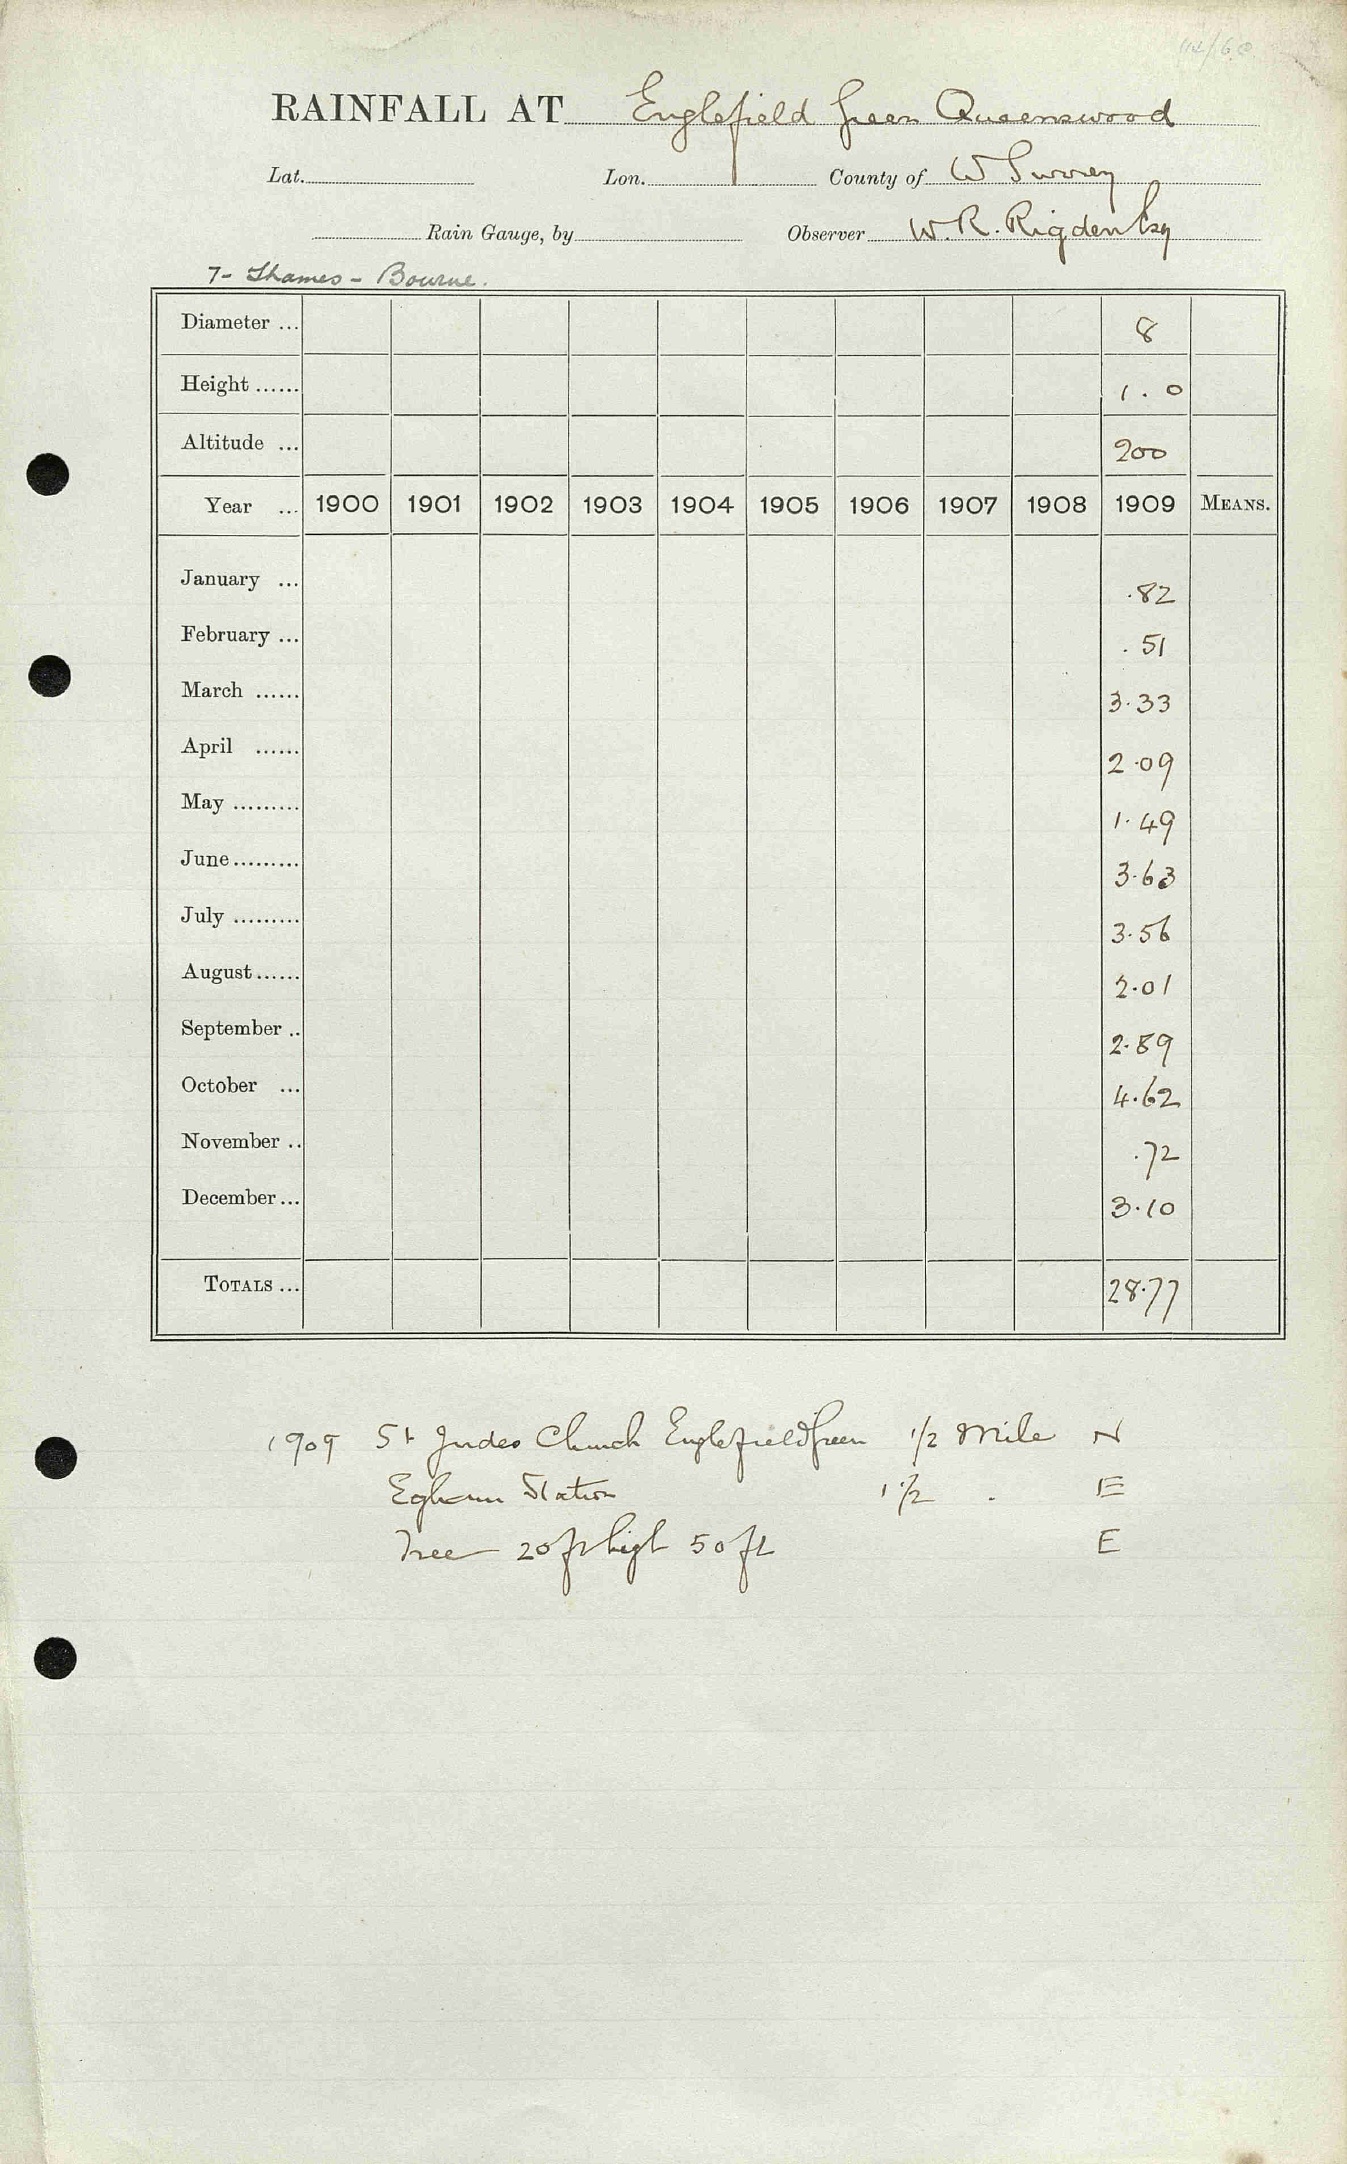 RAINFALL AT Englefield Green Queenswood
Lat. Lon. County of W Surrey
Rain Gauge, by Observer W. R. Rigden Esq
7- Thames - Bourne.
Diameter ... 8
Height ...... 1.0
Altitude ... 200
Year ... 1900 1901 1902 1903 1904 1905 1906 1907 1908 1909 MEANS.
January ... .82
February ... .51
March ...... 3.33
April ...... 2.09
May ......... 1.49
June ......... 3.63
July ......... 3.56
August ...... 2.01
September .. 2.89
October ... 4.62
November .. .72
December ... 3.10
TOTALS ... 28.77
1909 St Judes Church Englefield Green 1/2 Mile N
Egham Station 1 1/2 . E
Tree 20 ft high 50 ft E